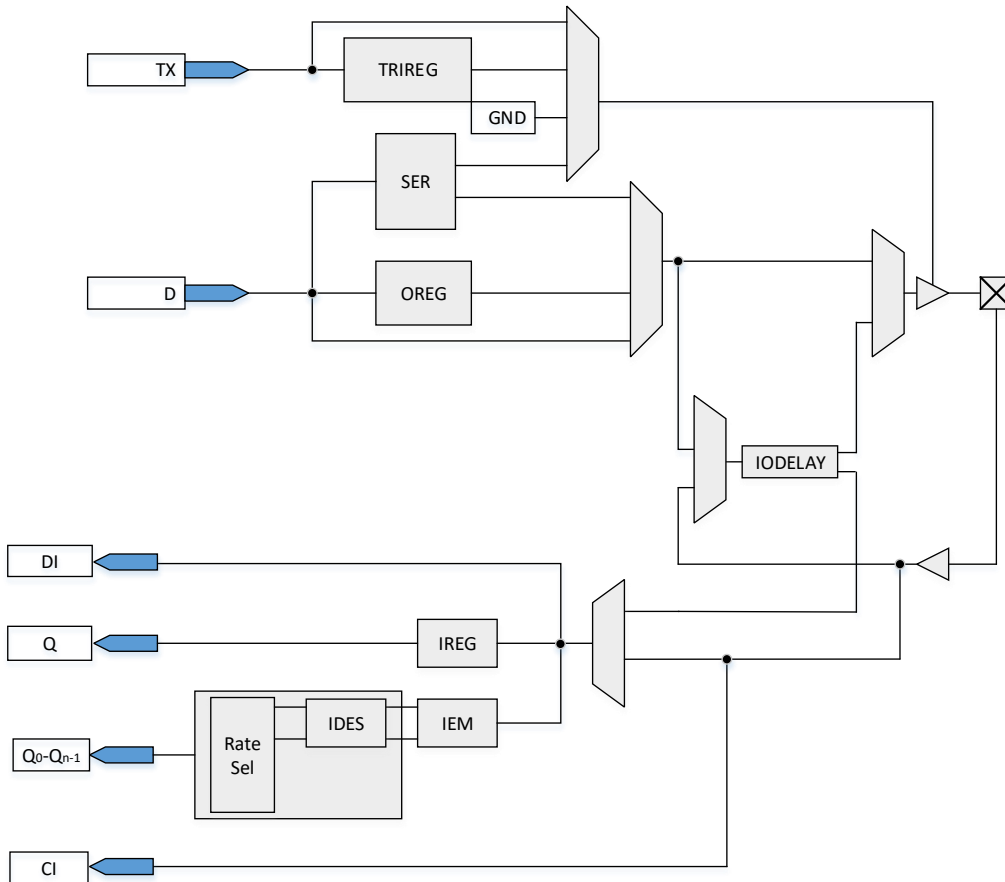 TX
TRIREG
GND
SER
D
OREG
IODELAY
DI
Q
IREG
IDES
IEM
Rate
Sel
Q0-Qn-1
CI